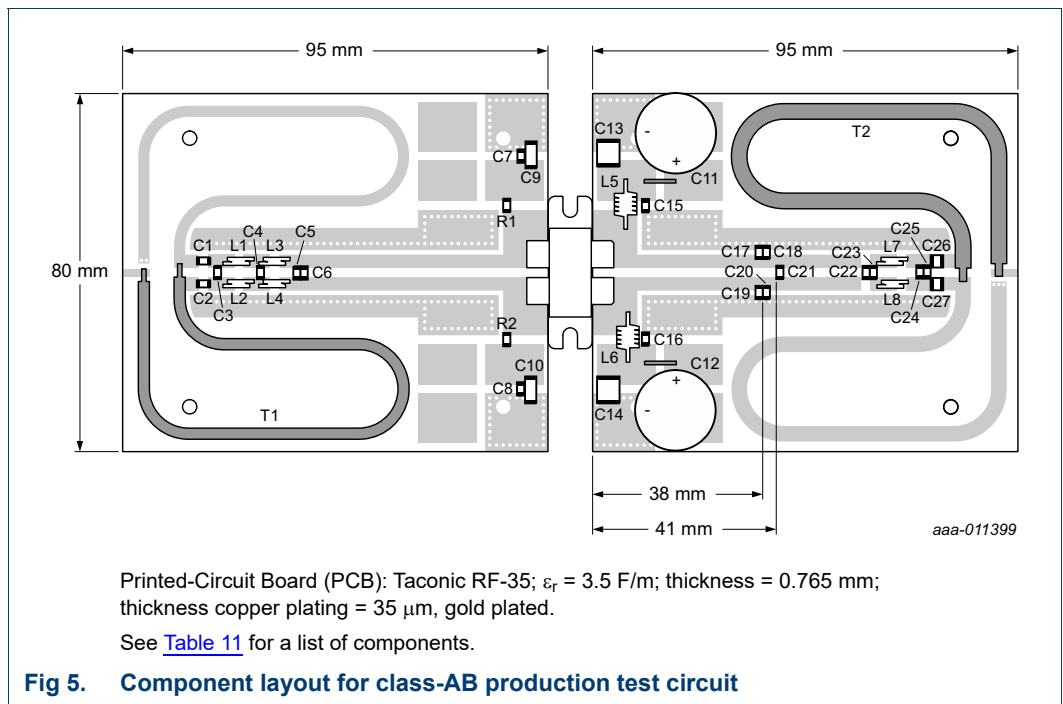 95 mm
95 mm
80 mm
C13
C11
T2
C7
C9
L5
C15
R1
C1
L1
C4
L3
C5
C6
C2
C3
L2
L4
C17
C18
C20
C19
C21
C23
C22
L7
C25
C26
L8
C24
C27
R2
C16
L6
C10
C8
C12
C14
T1
-
+
+
-
38 mm
41 mm
aaa-011399
Printed-Circuit Board (PCB): Taconic RF-35; εr = 3.5 F/m; thickness = 0.765 mm;
thickness copper plating = 35 μm, gold plated.
See Table 11 for a list of components.
Fig 5. Component layout for class-AB production test circuit